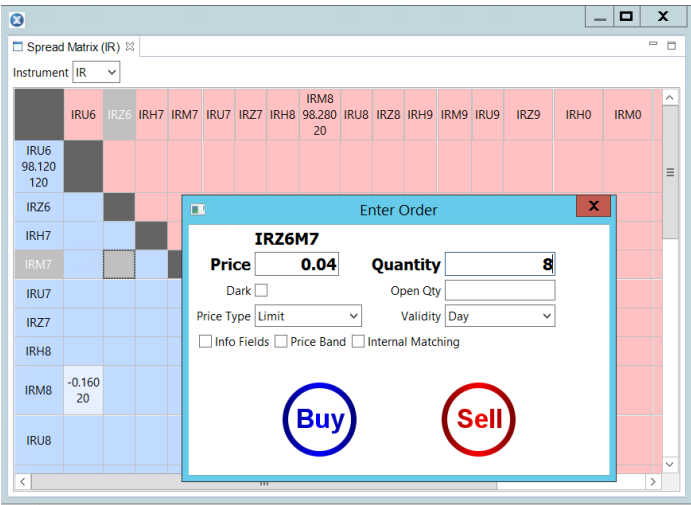 Spread Matrix (IR)
Instrument IR
IRU6 IRZ6 IRH7 IRM7 IRU7 IRZ7 IRH8 IRM8 98.280 20 IRU8 IRZ8 IRH9 IRM9 IRU9 IRZ9 IRH0 IRM0
IRU6
98.120
120
IRZ6
IRH7
IRM7
IRU7
IRZ7
IRH8
IRM8 -0.160
20
IRU8
Enter Order
X
IRZ6M7
Price 0.04 Quantity 8
Dark Open Qty
Price Type Limit Validity Day
Info Fields Price Band Internal Matching
Buy Sell